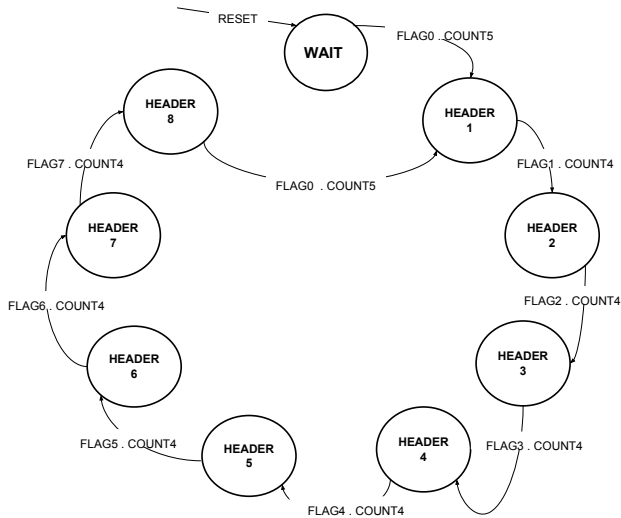 RESET
WAIT
FLAG0 . COUNT5
HEADER
8
HEADER
1
FLAG7 . COUNT4
FLAG1 . COUNT4
FLAG0 . COUNT5
HEADER
7
HEADER
2
FLAG6 . COUNT4
FLAG2 . COUNT4
HEADER
6
HEADER
3
FLAG5 . COUNT4
HEADER
5
HEADER
4
FLAG3 . COUNT4
FLAG4 . COUNT4